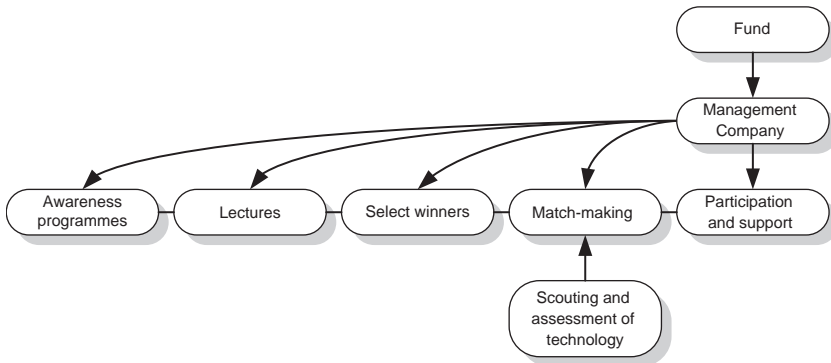 Fund
Management
Company
Awareness
programmes
Lectures
Select winners
Match-making
Participation
and support
Scouting and
assessment of
technology